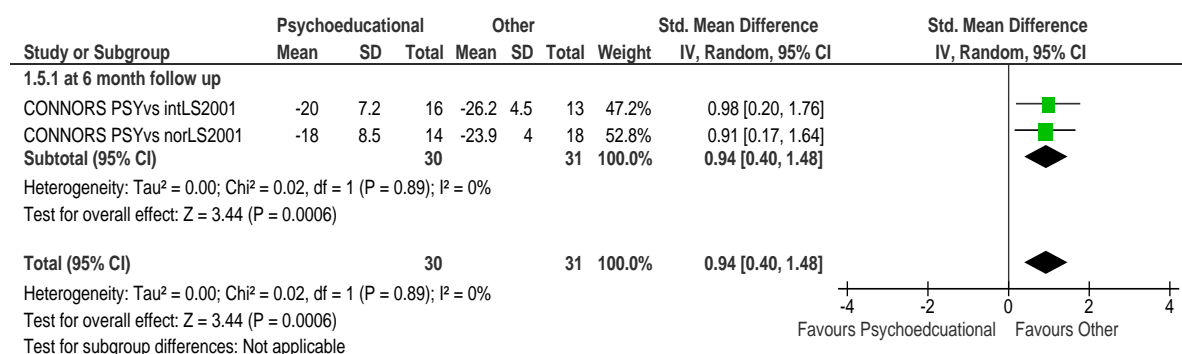 Psychoeducational Other Std. Mean Difference Std. Mean Difference
Study or Subgroup Mean SD Total Mean SD Total Weight IV, Random, 95% CI IV, Random, 95% CI
1.5.1 at 6 month follow up
CONNORS PSYvs intLS2001 -20 7.2 16 -26.2 4.5 13 47.2% 0.98 [0.20, 1.76]
CONNORS PSYvs norLS2001 -18 8.5 14 -23.9 4 18 52.8% 0.91 [0.17, 1.64]
Subtotal (95% CI) 30 31 100.0% 0.94 [0.40, 1.48]
Heterogeneity: Tau² = 0.00; Chi² = 0.02, df = 1 (P = 0.89); I² = 0%
Test for overall effect: Z = 3.44 (P = 0.0006)
Total (95% CI) 30 31 100.0% 0.94 [0.40, 1.48]
Heterogeneity: Tau² = 0.00; Chi² = 0.02, df = 1 (P = 0.89); I² = 0%
Test for overall effect: Z = 3.44 (P = 0.0006)
Test for subgroup differences: Not applicable
-4 -2 0 2 4
Favours Psychoedcuational Favours Other